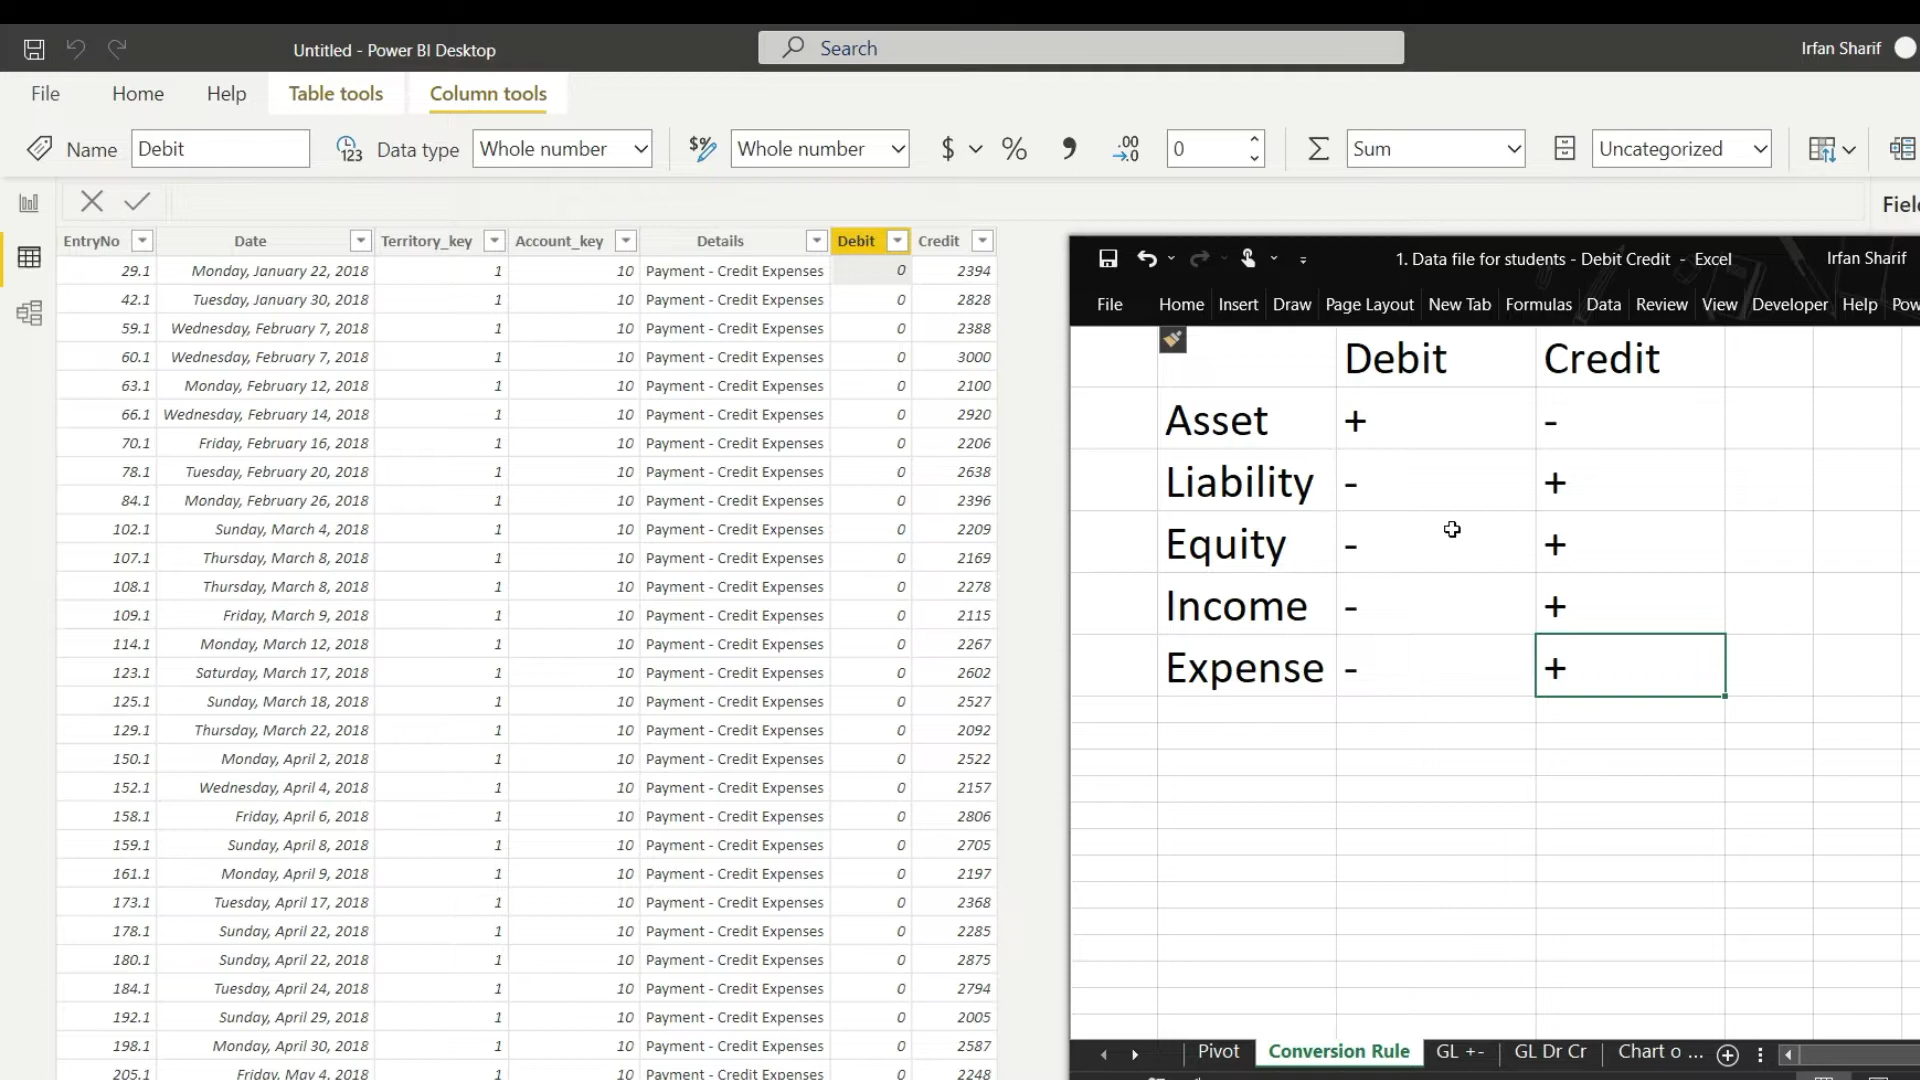 Untitled - Power BI Desktop
Search
Irfan Sharif
File Home Help Table tools Column tools
Name Debit
Data type Whole number
Whole number
$ % 0
Sum
Uncategorized
EntryNo Date Territory_key Account_key Details Debit Credit
29.1 Monday, January 22, 2018 1 10 Payment - Credit Expenses 0 2394
42.1 Tuesday, January 30, 2018 1 10 Payment - Credit Expenses 0 2828
59.1 Wednesday, February 7, 2018 1 10 Payment - Credit Expenses 0 2388
60.1 Wednesday, February 7, 2018 1 10 Payment - Credit Expenses 0 3000
63.1 Monday, February 12, 2018 1 10 Payment - Credit Expenses 0 2100
66.1 Wednesday, February 14, 2018 1 10 Payment - Credit Expenses 0 2920
70.1 Friday, February 16, 2018 1 10 Payment - Credit Expenses 0 2206
78.1 Tuesday, February 20, 2018 1 10 Payment - Credit Expenses 0 2638
84.1 Monday, February 26, 2018 1 10 Payment - Credit Expenses 0 2396
102.1 Sunday, March 4, 2018 1 10 Payment - Credit Expenses 0 2209
107.1 Thursday, March 8, 2018 1 10 Payment - Credit Expenses 0 2169
108.1 Thursday, March 8, 2018 1 10 Payment - Credit Expenses 0 2278
109.1 Friday, March 9, 2018 1 10 Payment - Credit Expenses 0 2115
114.1 Monday, March 12, 2018 1 10 Payment - Credit Expenses 0 2267
123.1 Saturday, March 17, 2018 1 10 Payment - Credit Expenses 0 2602
125.1 Sunday, March 18, 2018 1 10 Payment - Credit Expenses 0 2527
129.1 Thursday, March 22, 2018 1 10 Payment - Credit Expenses 0 2092
150.1 Monday, April 2, 2018 1 10 Payment - Credit Expenses 0 2522
152.1 Wednesday, April 4, 2018 1 10 Payment - Credit Expenses 0 2157
158.1 Friday, April 6, 2018 1 10 Payment - Credit Expenses 0 2806
159.1 Sunday, April 8, 2018 1 10 Payment - Credit Expenses 0 2705
161.1 Monday, April 9, 2018 1 10 Payment - Credit Expenses 0 2197
173.1 Tuesday, April 17, 2018 1 10 Payment - Credit Expenses 0 2368
178.1 Sunday, April 22, 2018 1 10 Payment - Credit Expenses 0 2285
180.1 Sunday, April 22, 2018 1 10 Payment - Credit Expenses 0 2875
184.1 Tuesday, April 24, 2018 1 10 Payment - Credit Expenses 0 2794
192.1 Sunday, April 29, 2018 1 10 Payment - Credit Expenses 0 2005
198.1 Monday, April 30, 2018 1 10 Payment - Credit Expenses 0 2587
205.1 Friday, May 4, 2018 1 10 Payment - Credit Expenses 0 2248
Fiel
1. Data file for students - Debit Credit - Excel
Irfan Sharif
File Home Insert Draw Page Layout New Tab Formulas Data Review View Developer Help Pow
Debit Credit
Asset + -
Liability - +
Equity - +
Income - +
Expense - +
Pivot Conversion Rule GL +- GL Dr Cr Chart o ...